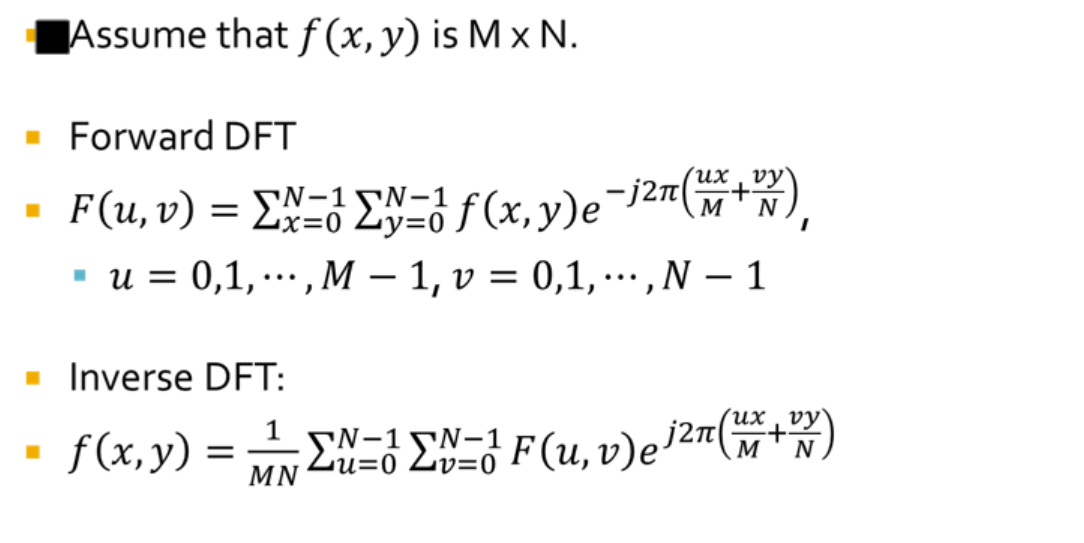 Assume that f(x, y) is M x N.
Forward DFT
F(u, v) = ∑_{x=0}^{N−1} ∑_{y=0}^{N−1} f(x, y)e^{−j2π(ux/M + vy/N)},
u = 0,1, ⋯ , M − 1, v = 0,1, ⋯ , N − 1
Inverse DFT:
f(x, y) = 1/MN ∑_{u=0}^{N−1} ∑_{v=0}^{N−1} F(u, v)e^{j2π(ux/M + vy/N)}